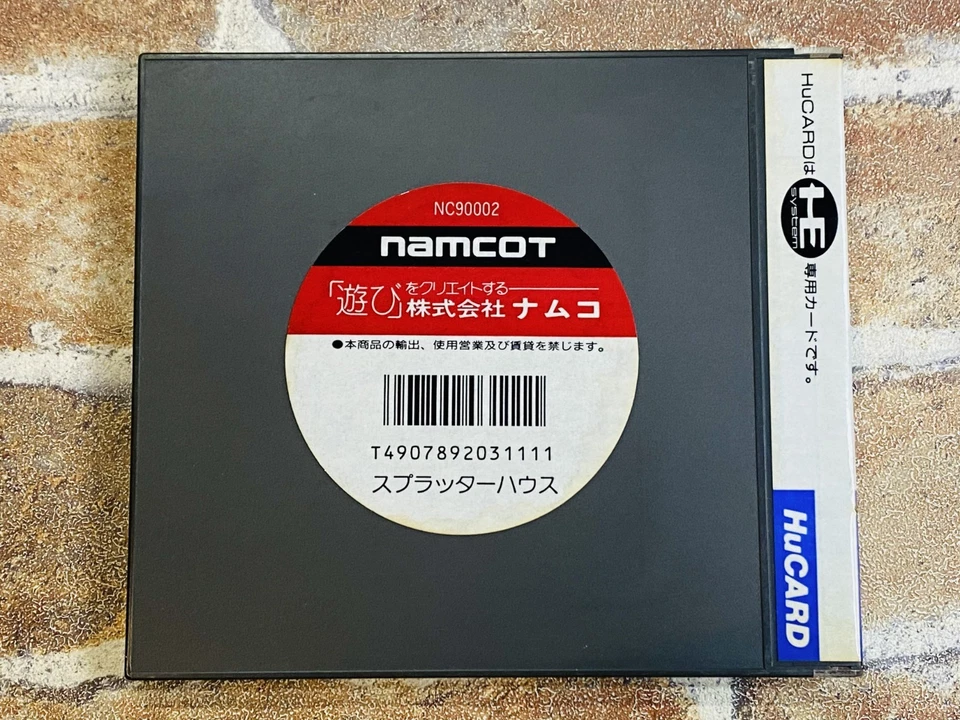 NC90002
namcot
「遊び」をクリエイトする
株式会社ナムコ
●本商品の輸出、使用営業及び賃貸を禁じます。
T4907892031111
スプラッターハウス
HuCARDは HE system 専用カードです。
HuCARD